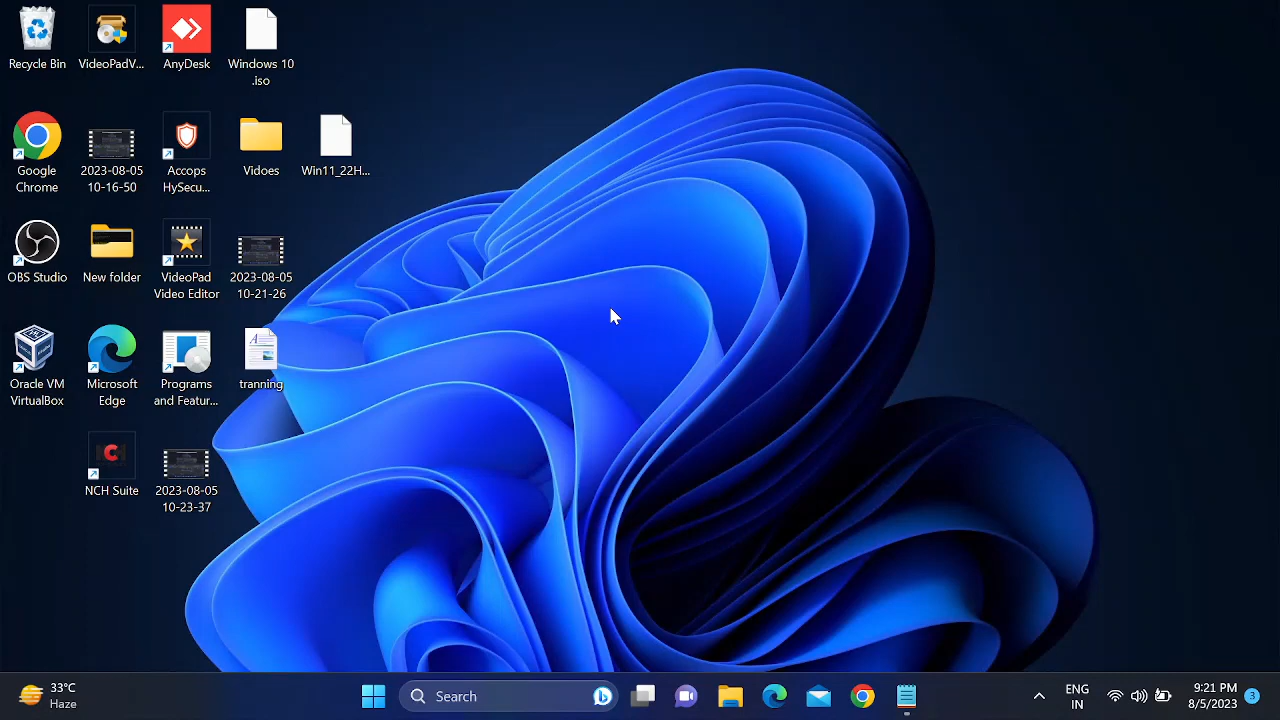 Recycle Bin
VideoPadV...
AnyDesk
Windows 10
.iso
Google
Chrome
2023-08-05
10-16-50
Accops
HySecu...
Vidoes
Win11_22H...
OBS Studio
New folder
VideoPad
Video Editor
2023-08-05
10-21-26
Oracle VM
VirtualBox
Microsoft
Edge
Programs
and Featur...
tranning
NCH Suite
2023-08-05
10-23-37
33°C
Haze
Search
ENG
IN
9:21 PM
8/5/2023
3